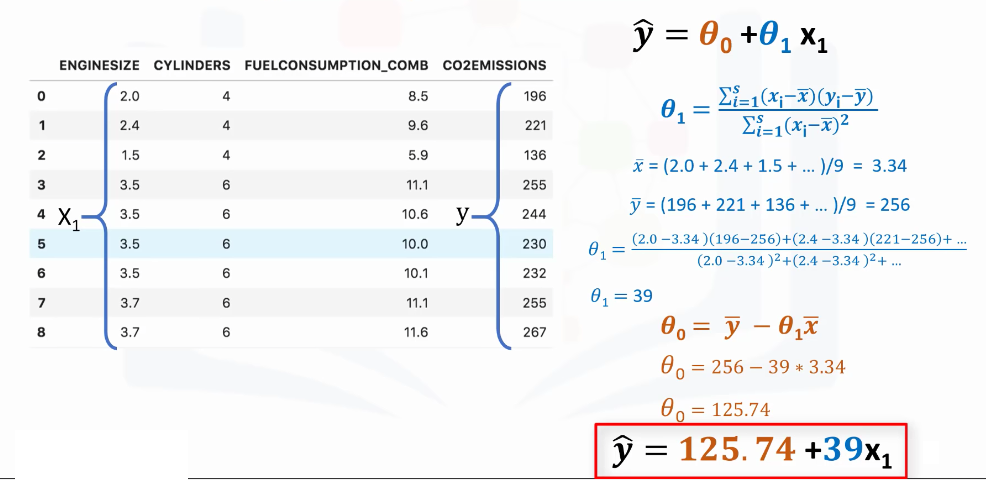 ŷ = θ0 +θ1 x1
ENGINESIZE CYLINDERS FUELCONSUMPTION_COMB CO2EMISSIONS
0 2.0 4 8.5 196
1 2.4 4 9.6 221
2 1.5 4 5.9 136
3 3.5 6 11.1 255
4 3.5 6 10.6 244
5 3.5 6 10.0 230
6 3.5 6 10.1 232
7 3.7 6 11.1 255
8 3.7 6 11.6 267
X1
y
θ1 = ∑ˢi=1(xi−x̅)(yi−y̅) / ∑ˢi=1(xi−x̅)²
x̅ = (2.0 + 2.4 + 1.5 + ... )/9 = 3.34
y̅ = (196 + 221 + 136 + ... )/9 = 256
θ1 = (2.0 −3.34 )(196−256)+(2.4 −3.34 )(221−256)+ ... / (2.0 −3.34 )²+(2.4 −3.34 )²+ ...
θ1 = 39
θ0 = y̅ − θ1x̅
θ0 = 256 − 39 * 3.34
θ0 = 125.74
ŷ = 125.74 +39x1